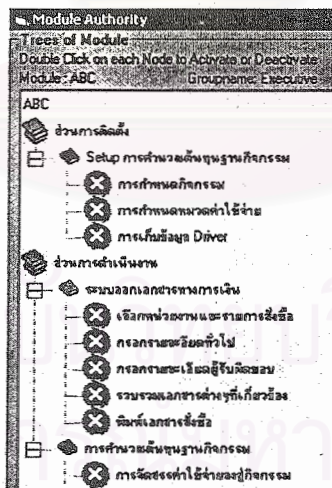 Module Authority
Trees of Module
Double Click on each Node to Activate or Deactivate
Module : ABC Groupname: Executive
ABC
ส่วนการติดตั้ง
Setup การคำนวณต้นทุนฐานกิจกรรม
การกำหนดกิจกรรม
การกำหนดหมวดค่าใช้จ่าย
การเก็บข้อมูล Driver
ส่วนการดำเนินงาน
ระบบออกเอกสารทางการเงิน
เลือกหน่วยงานและรายการสั่งซื้อ
กรอกรายละเอียดทั่วไป
กรอกรายละเอียดผู้รับผิดชอบ
รวบรวมเอกสารต่างๆที่เกี่ยวข้อง
พิมพ์เอกสารสั่งซื้อ
การคำนวณต้นทุนฐานกิจกรรม
การจัดสรรค่าใช้จ่ายลงสู่กิจกรรม